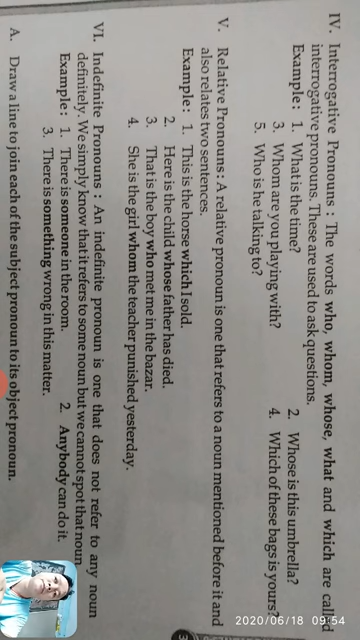 IV. Interrogative Pronouns : The words who, whom, whose, what and which are called
interrogative pronouns. These are used to ask questions.
Example : 1. What is the time? 2. Whose is this umbrella?
3. Whom are you playing with? 4. Which of these bags is yours?
5. Who is he talking to?
V. Relative Pronouns : A relative pronoun is one that refers to a noun mentioned before it and
also relates two sentences.
Example : 1. This is the horse which I sold.
2. Here is the child whose father has died.
3. That is the boy who met me in the bazar.
4. She is the girl whom the teacher punished yesterday.
VI. Indefinite Pronouns : An indefinite pronoun is one that does not refer to any noun
definitely. We simply know that it refers to some noun but we cannot spot that noun
Example : 1. There is someone in the room. 2. Anybody can do it.
3. There is something wrong in this matter.
A. Draw a line to join each of the subject pronoun to its object pronoun.
2020/06/18 09:54